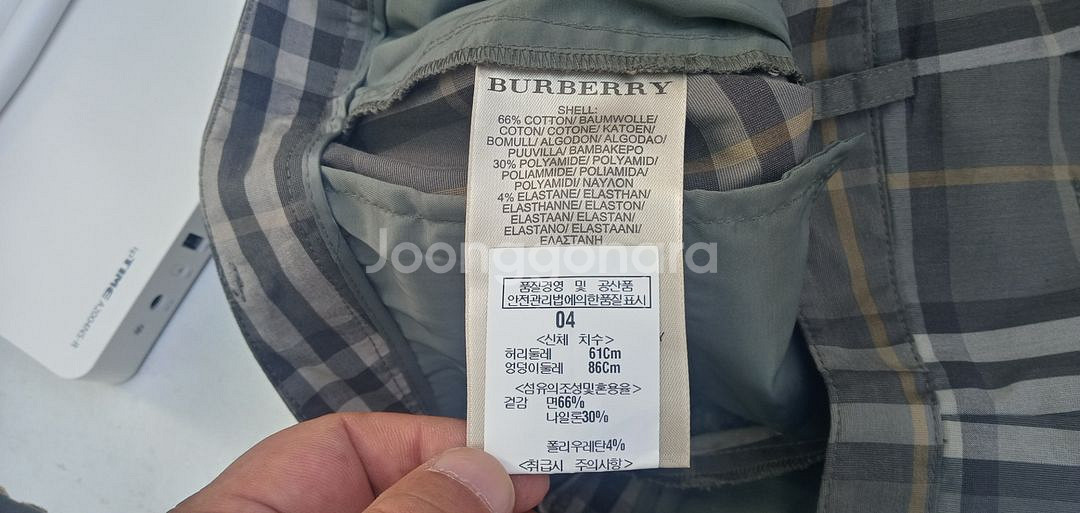 BURBERRY
SHELL:
66% COTTON/ BAUMWOLLE/
COTON/ COTONE/ KATOEN/
BOMULL/ ALGODON/ ALGODAO/
PUUVILLA/ BAMBAKEPO
30% POLYAMIDE/ POLYAMID/
POLIAMMIDE/ POLIAMIDA/
POLYAMIDI/ ΝΑΥΛΟΝ
4% ELASTANE/ ELASTHAN/
ELASTHANNE/ ELASTON/
ELASTAAN/ ELASTAN/
ELASTANO/ ELASTAANI/
ΕΛΑΣΤΑΝΗ
Joonggonara
품질경영 및 공산품
안전관리법에의한품질표시
04
<신체 치수>
허리둘레 61Cm
엉덩이둘레 86Cm
<섬유의조성및혼용율>
겉감 면66%
나일론30%
폴리우레탄4%
<취급시 주의사항>
ipTIME A2004NS-R